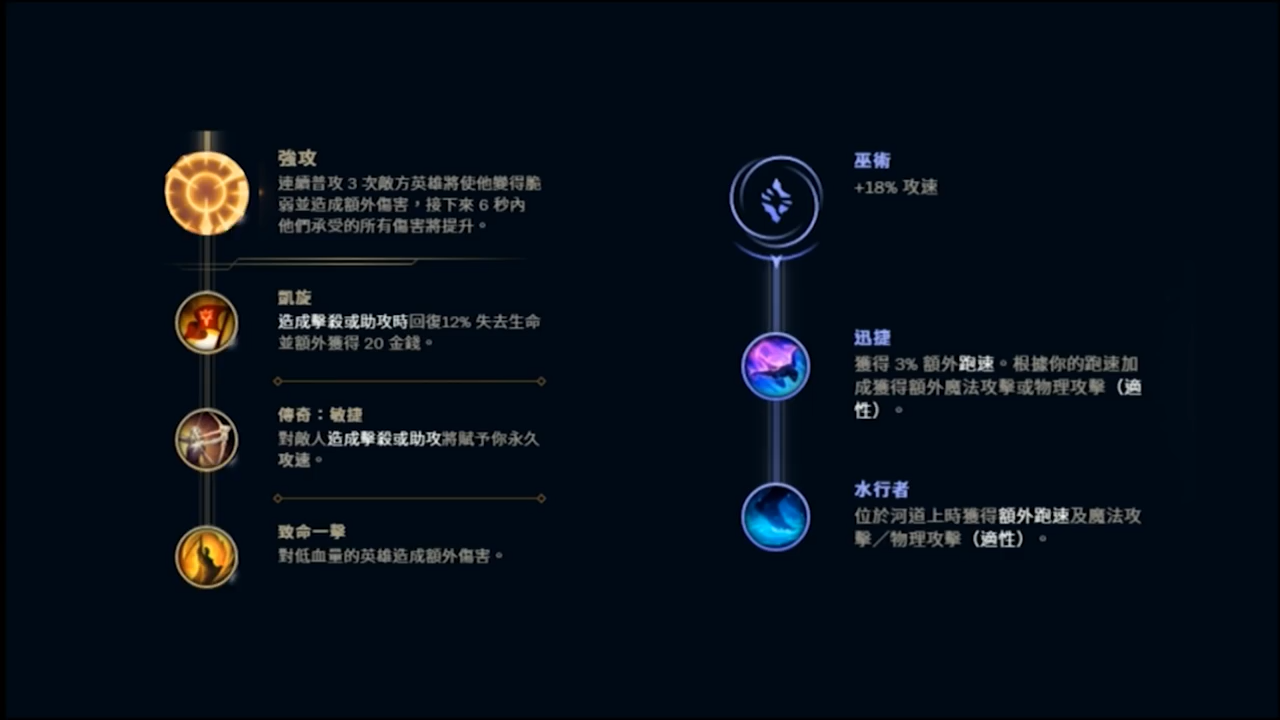 強攻
連續普攻 3 次敵方英雄將使他變得脆
弱並造成額外傷害，接下來 6 秒內
他們承受的所有傷害將提升。
凱旋
造成擊殺或助攻時回復12% 失去生命
並額外獲得 20 金錢。
傳奇：敏捷
對敵人造成擊殺或助攻將賦予你永久
攻速。
致命一擊
對低血量的英雄造成額外傷害。
巫術
+18% 攻速
迅捷
獲得 3% 額外跑速。根據你的跑速加
成獲得額外魔法攻擊或物理攻擊（適
性）。
水行者
位於河道上時獲得額外跑速及魔法攻
擊／物理攻擊（適性）。